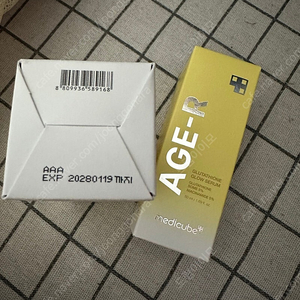 8 809936 589168
AAA
EXP 20280119 까지
AGE-R
GLUTATHIONE
GLOW SERUM
medicube